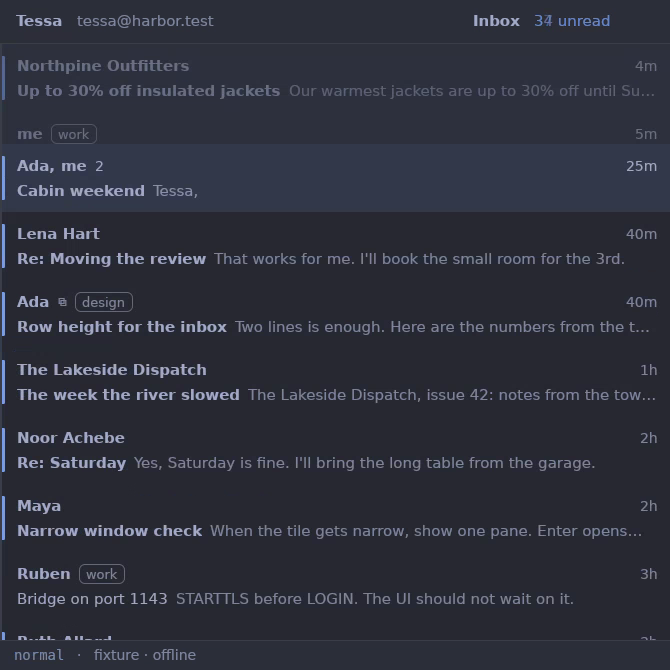 Tessa tessa@harbor.test Inbox unread
Northpine Outfitters 4m
Up to 30% off insulated jackets Our warmest jackets are up to 30% off until Su…
me work 5m
Ada, me 2 25m
Cabin weekend Tessa,
Lena Hart 40m
Re: Moving the review That works for me. I'll book the small room for the 3rd.
Ada design 40m
Row height for the inbox Two lines is enough. Here are the numbers from the t…
The Lakeside Dispatch 1h
The week the river slowed The Lakeside Dispatch, issue 42: notes from the tow…
Noor Achebe 2h
Re: Saturday Yes, Saturday is fine. I'll bring the long table from the garage.
Maya 2h
Narrow window check When the tile gets narrow, show one pane. Enter opens…
Ruben work 3h
Bridge on port 1143 STARTTLS before LOGIN. The UI should not wait on it.
normal · fixture · offline